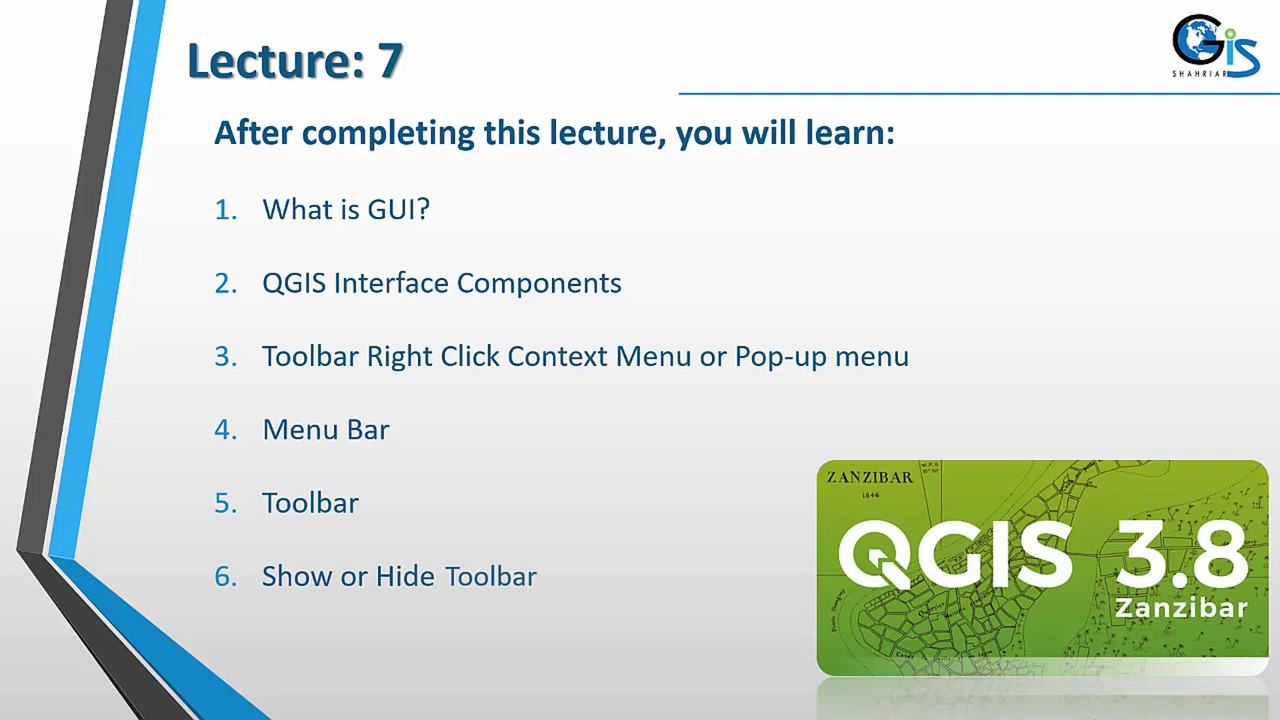 Lecture: 7
GiS
SHAHRIAR
After completing this lecture, you will learn:
1. What is GUI?
2. QGIS Interface Components
3. Toolbar Right Click Context Menu or Pop-up menu
4. Menu Bar
5. Toolbar
6. Show or Hide Toolbar
ZANZIBAR
1846
QGIS 3.8
Zanzibar